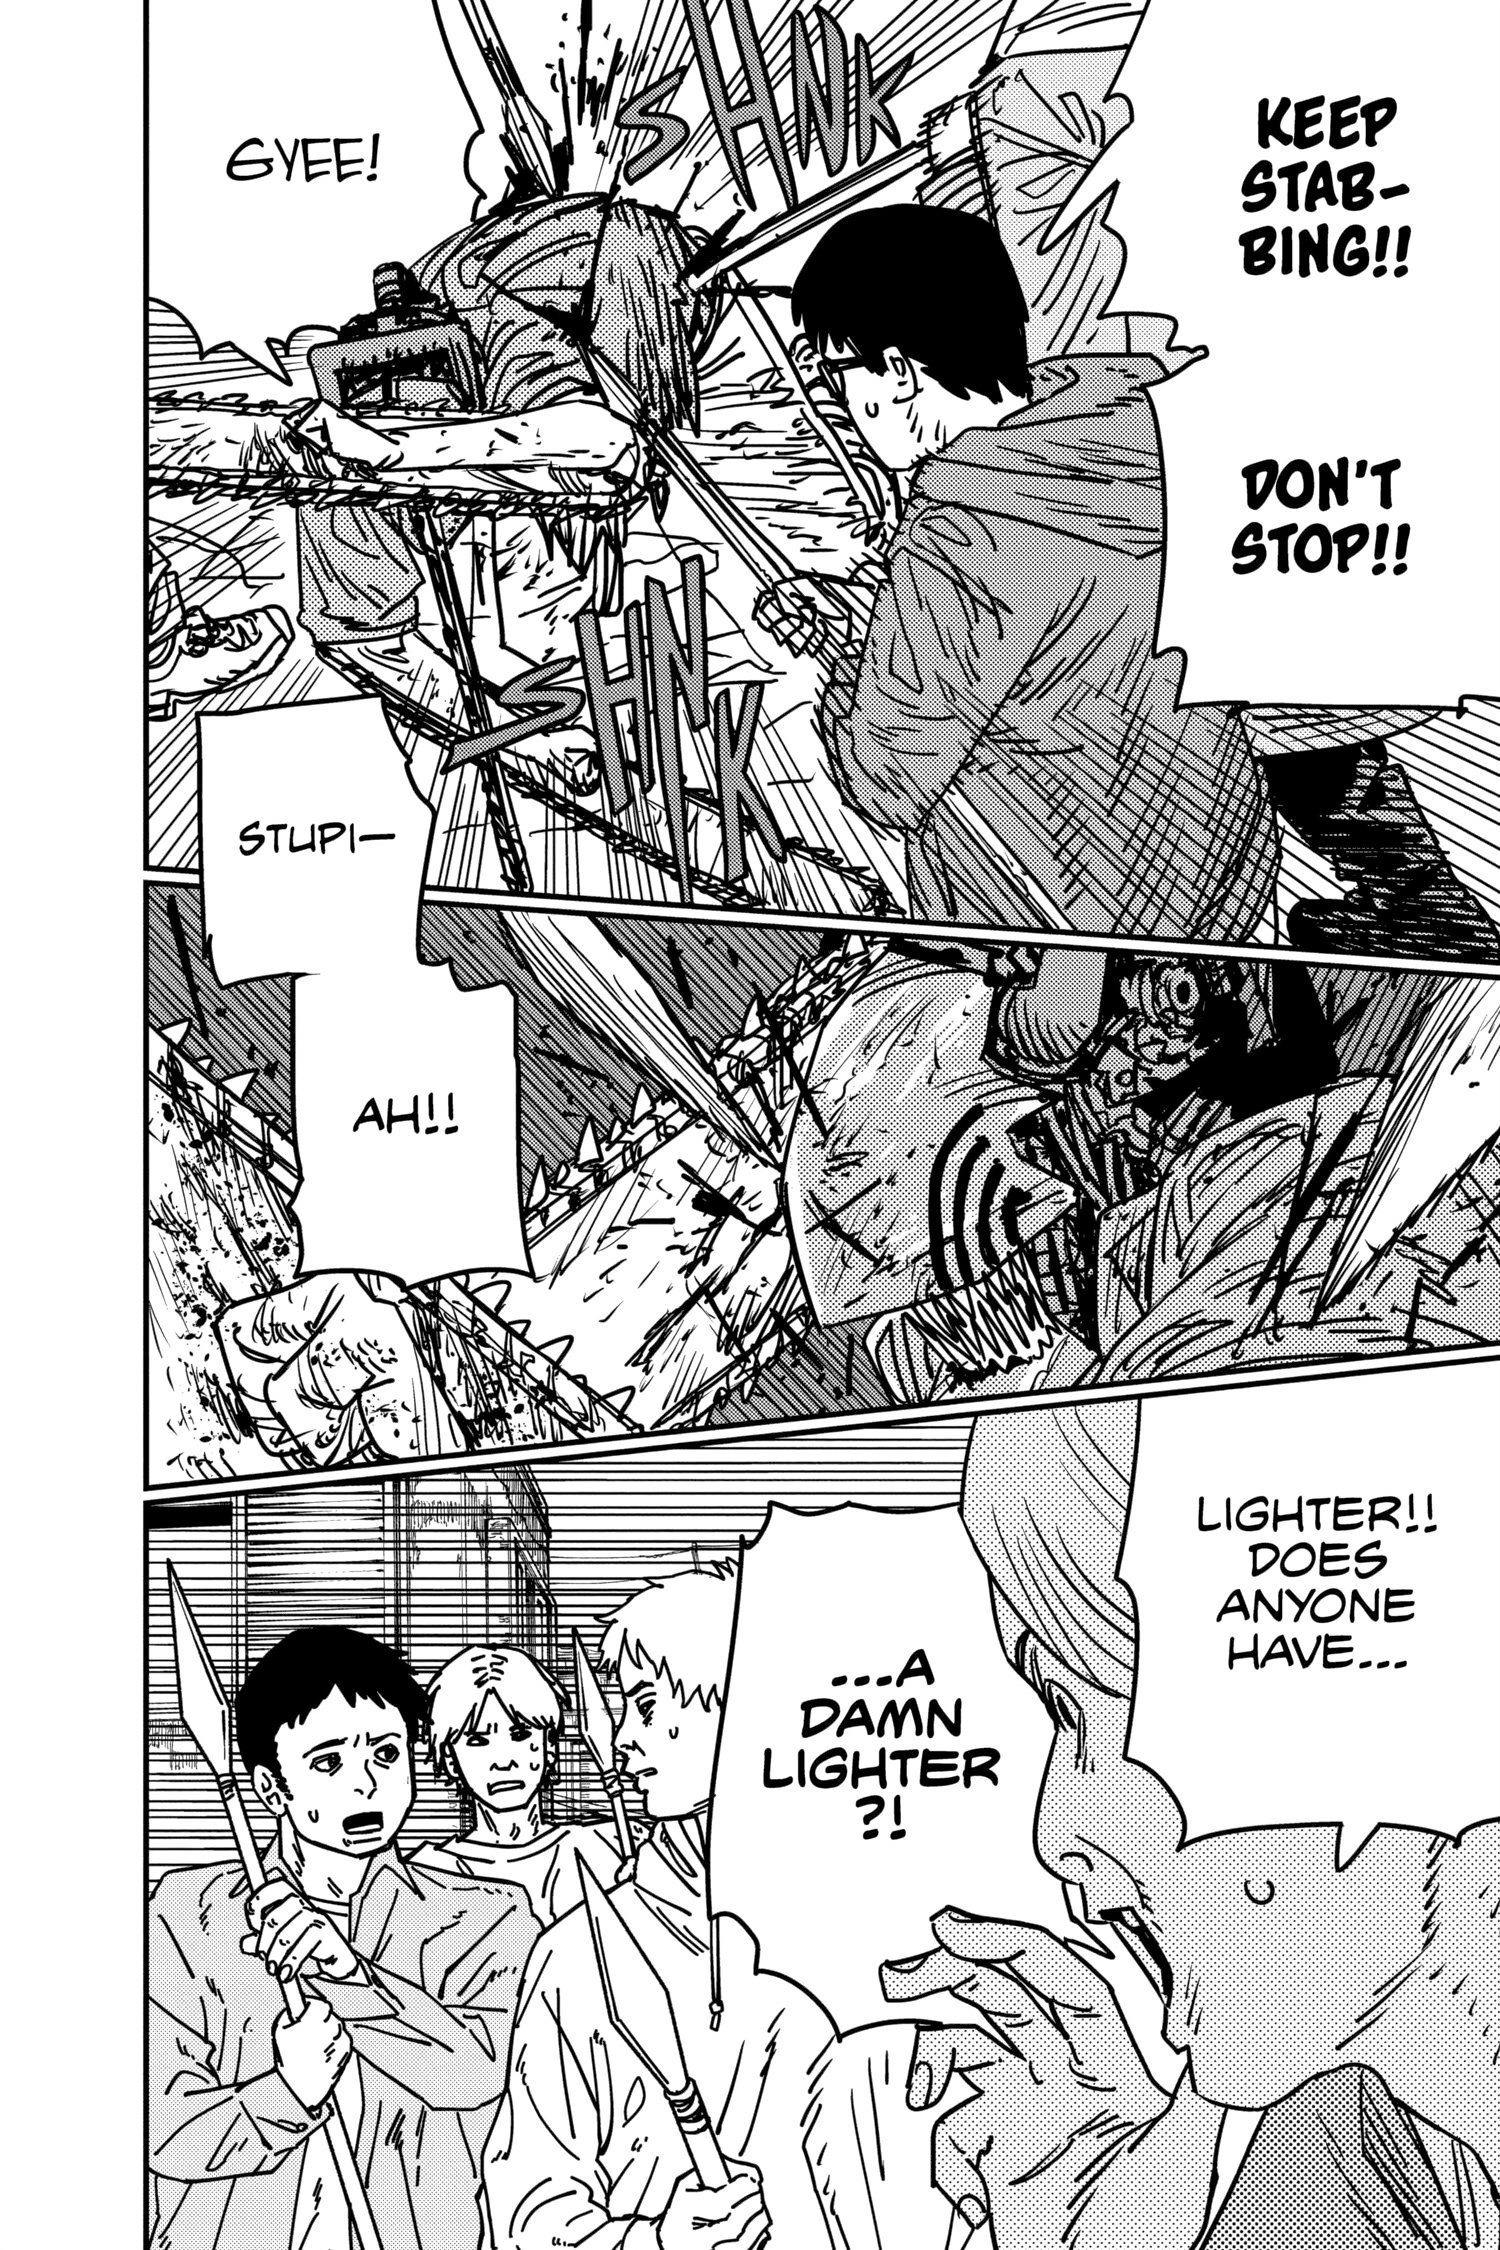 KEEP
STAB-
BING!!
DON'T
STOP!!
SHNK
GYEE!
SHNK
STUPI—
AH!!
LIGHTER!!
DOES
ANYONE
HAVE...
...A
DAMN
LIGHTER
?!